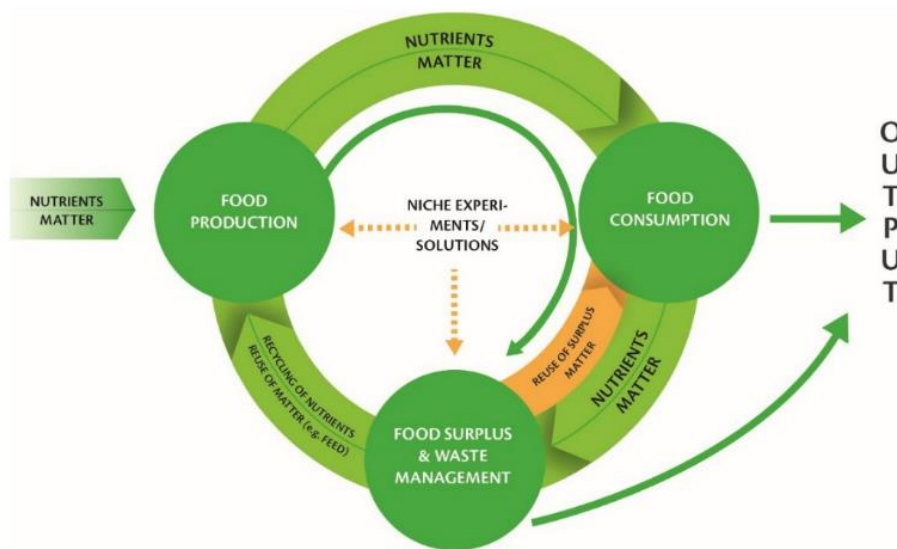 NUTRIENTS
MATTER
NUTRIENTS
MATTER
FOOD
PRODUCTION
NICHE EXPERI-
MENTS/
SOLUTIONS
FOOD
CONSUMPTION
OUTPUT
REUSE OF SURPLUS
MATTER
NUTRIENTS
MATTER
RECYCLING OF NUTRIENTS
REUSE OF MATTER (e.g. FEED)
FOOD SURPLUS
& WASTE
MANAGEMENT